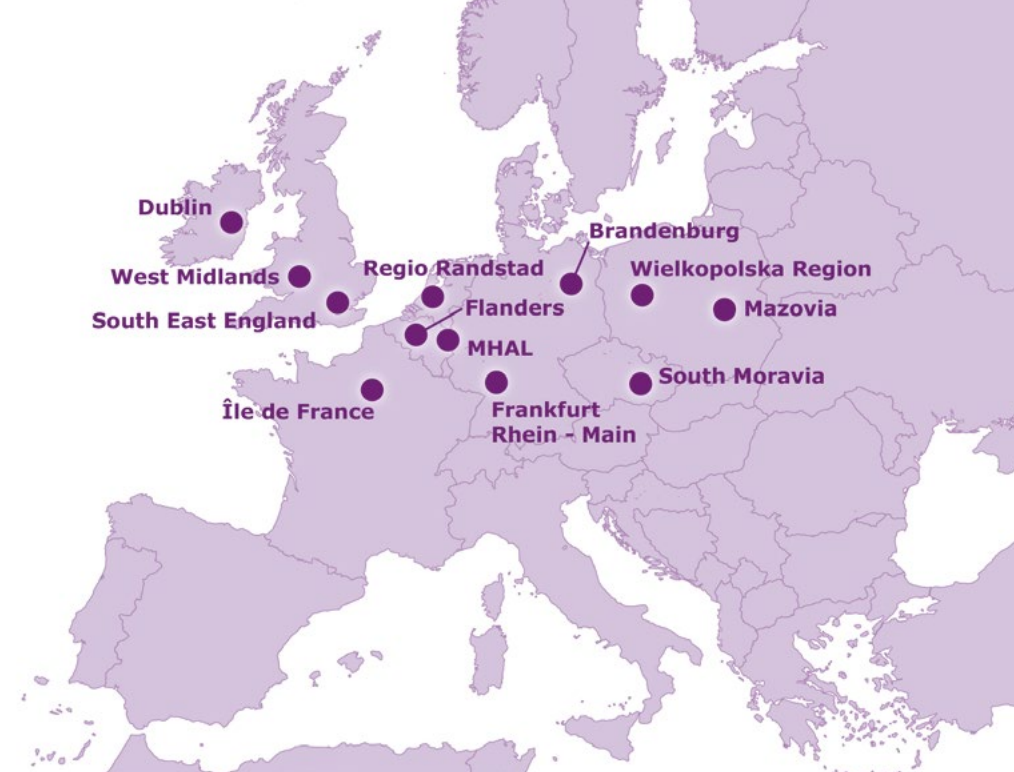 Dublin
Brandenburg
Regio Randstad
Wielkopolska Region
West Midlands
Flanders
Mazovia
South East England
MHAL
South Moravia
Île de France
Frankfurt
Rhein - Main